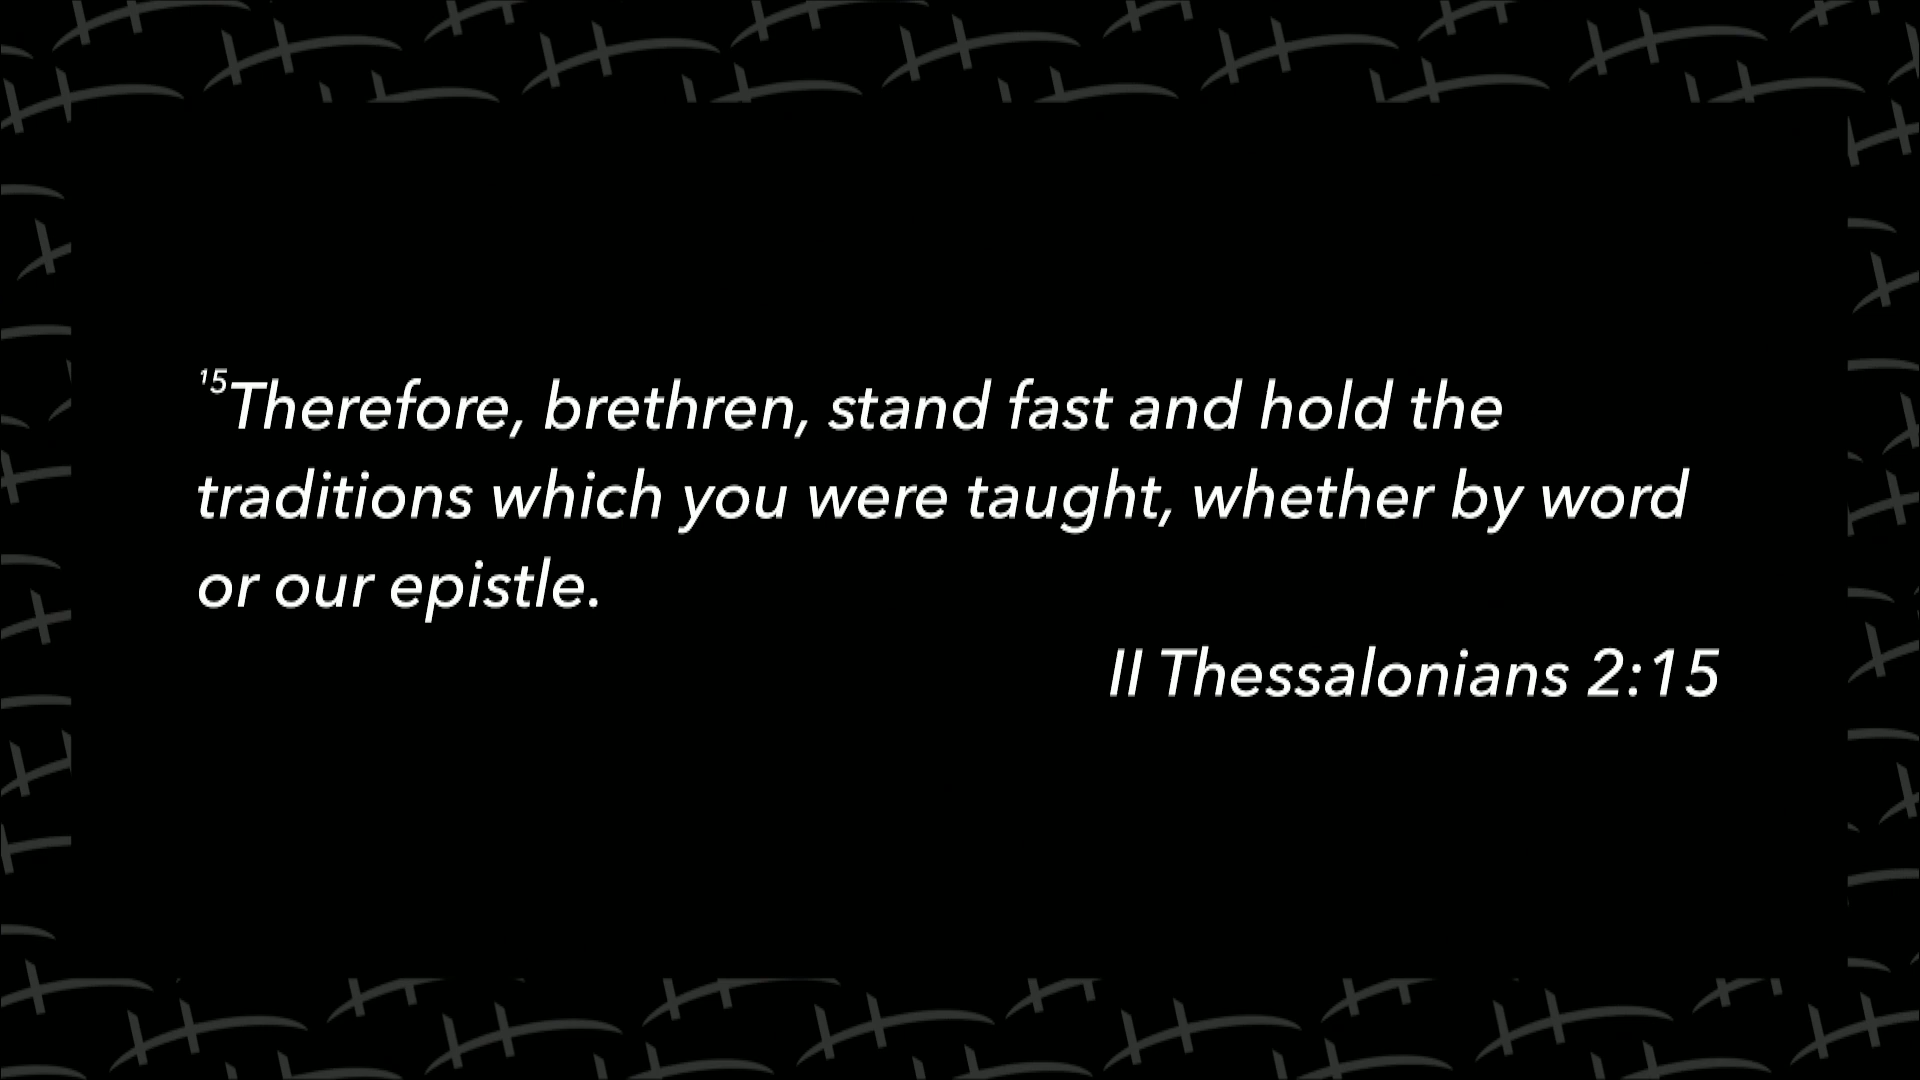 ¹⁵Therefore, brethren, stand fast and hold the
traditions which you were taught, whether by word
or our epistle.
II Thessalonians 2:15